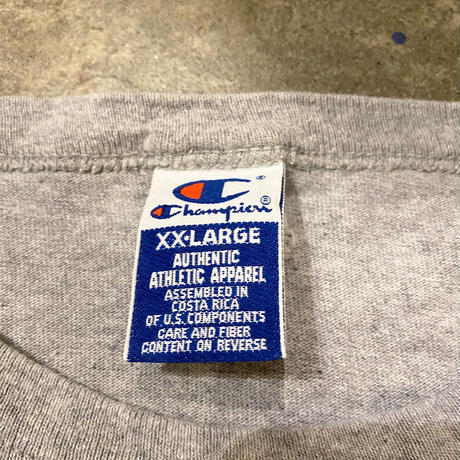 Champion®
XX-LARGE
AUTHENTIC
ATHLETIC APPAREL
ASSEMBLED IN
COSTA RICA
OF U.S. COMPONENTS
CARE AND FIBER
CONTENT ON REVERSE